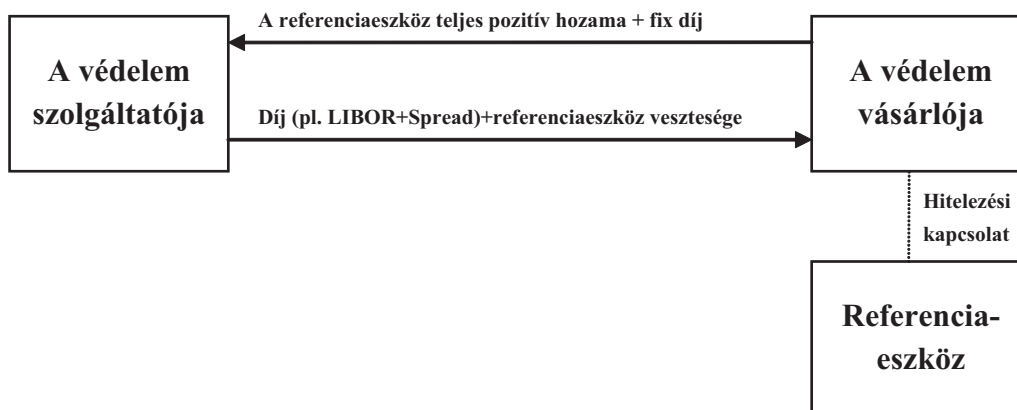 A referenciaeszköz teljes pozitív hozama + fix díj
A védelem
szolgáltatója
Díj (pl. LIBOR+Spread)+referenciaeszköz vesztesége
A védelem
vásárlója
Hitelezési
kapcsolat
Referencia-
eszköz